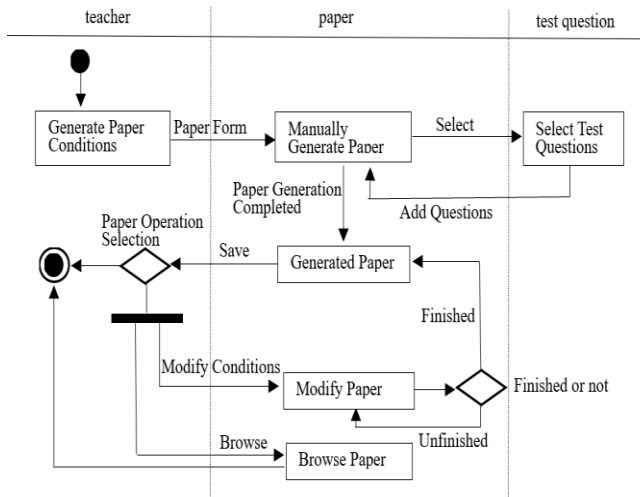 teacher
paper
test question
Generate Paper
Conditions
Paper Form
Manually
Generate Paper
Select
Select Test
Questions
Paper Generation
Completed
Add Questions
Paper Operation
Selection
Save
Generated Paper
Finished
Modify Conditions
Modify Paper
Finished or not
Unfinished
Browse
Browse Paper